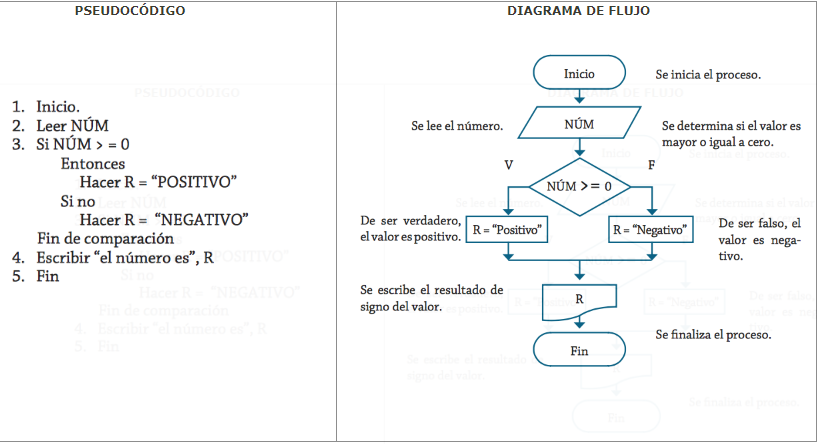 PSEUDOCÓDIGO
1. Inicio.
2. Leer NÚM
3. Si NÚM > = 0
Entonces
Hacer R = “POSITIVO”
Si no
Hacer R = “NEGATIVO”
Fin de comparación
4. Escribir “el número es”, R
5. Fin
DIAGRAMA DE FLUJO
Inicio
Se inicia el proceso.
Se lee el número.
NÚM
Se determina si el valor es
mayor o igual a cero.
V
F
NÚM >= 0
De ser verdadero,
el valor es positivo.
R = “Positivo”
R = “Negativo”
De ser falso, el
valor es nega-
tivo.
Se escribe el resultado de
signo del valor.
R
Fin
Se finaliza el proceso.